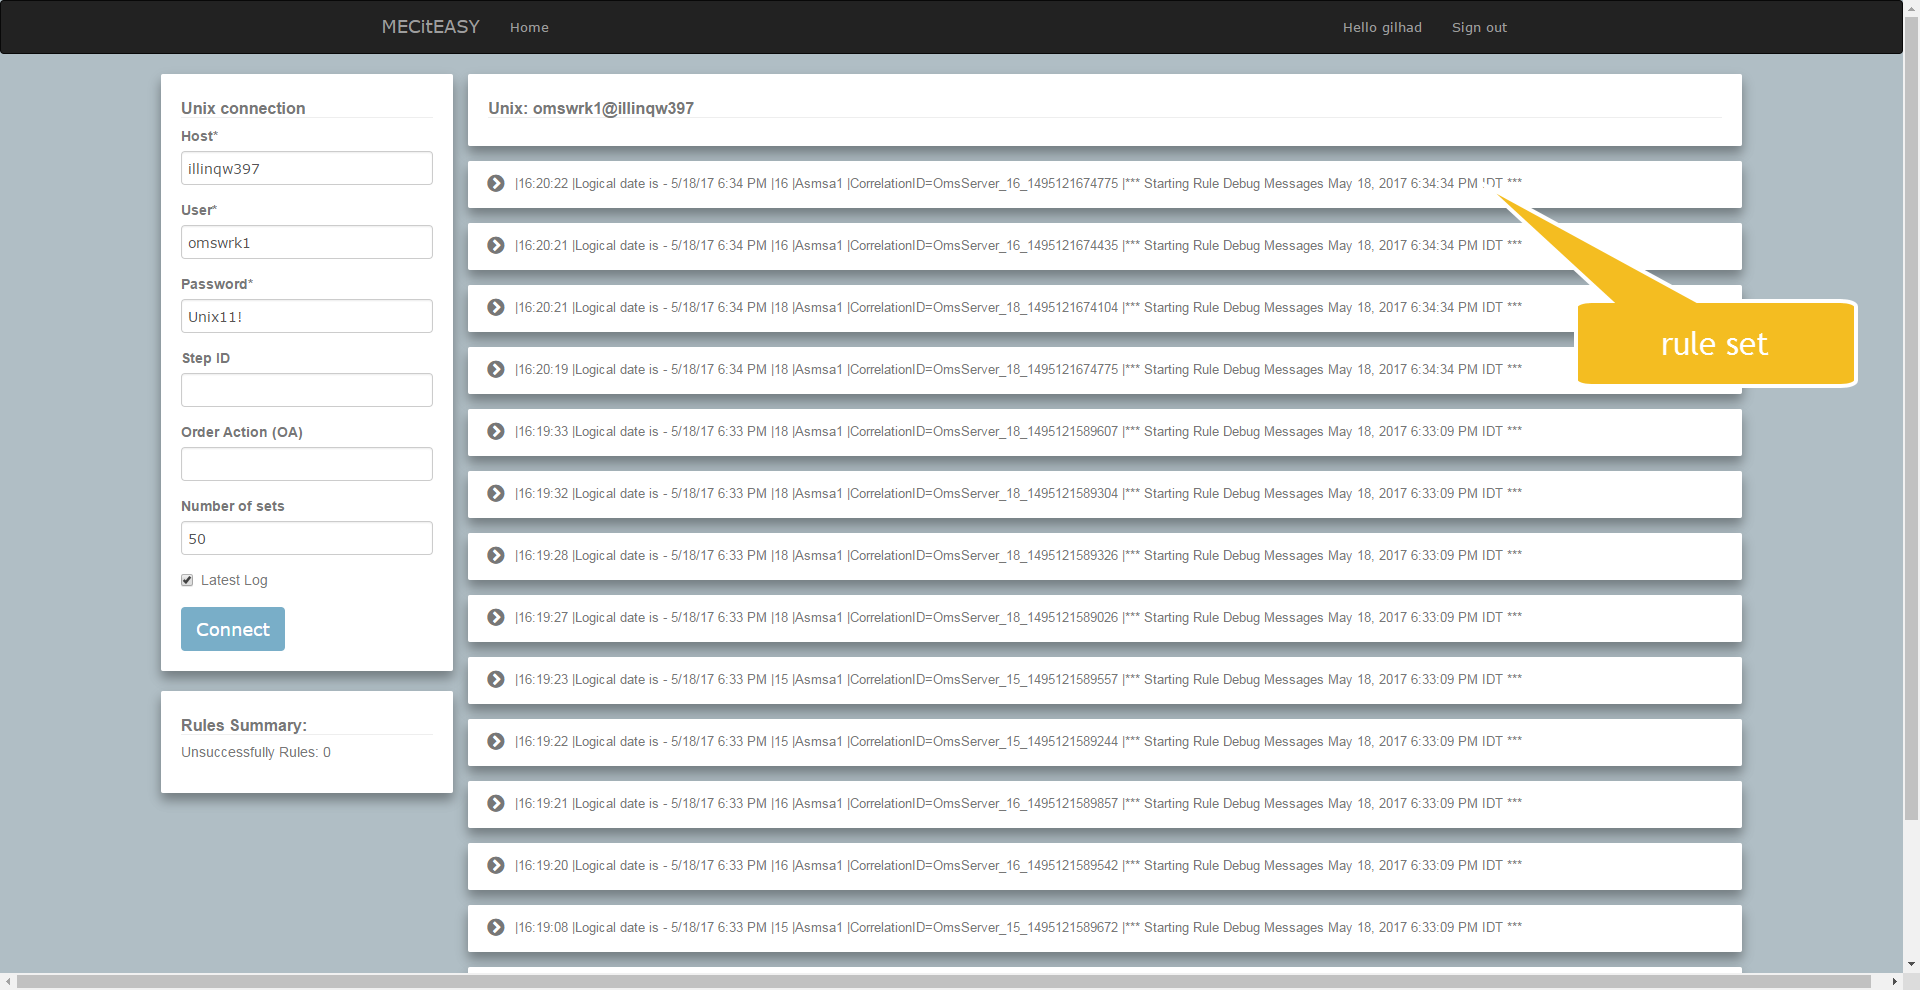 MECitEASY Home Hello gilhad Sign out
Unix connection
Host*
illinqw397
User*
omswrk1
Password*
Unix11!
Step ID
Order Action (OA)
Number of sets
50
Latest Log
Connect
Rules Summary:
Unsuccessfully Rules: 0
Unix: omswrk1@illinqw397
|16:20:22 |Logical date is - 5/18/17 6:34 PM |16 |Asmsa1 |CorrelationID=OmsServer_16_1495121674775 |*** Starting Rule Debug Messages May 18, 2017 6:34:34 PM IDT ***
|16:20:21 |Logical date is - 5/18/17 6:34 PM |16 |Asmsa1 |CorrelationID=OmsServer_16_1495121674435 |*** Starting Rule Debug Messages May 18, 2017 6:34:34 PM IDT ***
|16:20:21 |Logical date is - 5/18/17 6:34 PM |18 |Asmsa1 |CorrelationID=OmsServer_18_1495121674104 |*** Starting Rule Debug Messages May 18, 2017 6:34:34 PM IDT ***
rule set
|16:20:19 |Logical date is - 5/18/17 6:34 PM |18 |Asmsa1 |CorrelationID=OmsServer_18_1495121674775 |*** Starting Rule Debug Messages May 18, 2017 6:34:34 PM IDT ***
|16:19:33 |Logical date is - 5/18/17 6:33 PM |18 |Asmsa1 |CorrelationID=OmsServer_18_1495121589607 |*** Starting Rule Debug Messages May 18, 2017 6:33:09 PM IDT ***
|16:19:32 |Logical date is - 5/18/17 6:33 PM |18 |Asmsa1 |CorrelationID=OmsServer_18_1495121589304 |*** Starting Rule Debug Messages May 18, 2017 6:33:09 PM IDT ***
|16:19:28 |Logical date is - 5/18/17 6:33 PM |18 |Asmsa1 |CorrelationID=OmsServer_18_1495121589326 |*** Starting Rule Debug Messages May 18, 2017 6:33:09 PM IDT ***
|16:19:27 |Logical date is - 5/18/17 6:33 PM |18 |Asmsa1 |CorrelationID=OmsServer_18_1495121589026 |*** Starting Rule Debug Messages May 18, 2017 6:33:09 PM IDT ***
|16:19:23 |Logical date is - 5/18/17 6:33 PM |15 |Asmsa1 |CorrelationID=OmsServer_15_1495121589557 |*** Starting Rule Debug Messages May 18, 2017 6:33:09 PM IDT ***
|16:19:22 |Logical date is - 5/18/17 6:33 PM |15 |Asmsa1 |CorrelationID=OmsServer_15_1495121589244 |*** Starting Rule Debug Messages May 18, 2017 6:33:09 PM IDT ***
|16:19:21 |Logical date is - 5/18/17 6:33 PM |16 |Asmsa1 |CorrelationID=OmsServer_16_1495121589857 |*** Starting Rule Debug Messages May 18, 2017 6:33:09 PM IDT ***
|16:19:20 |Logical date is - 5/18/17 6:33 PM |16 |Asmsa1 |CorrelationID=OmsServer_16_1495121589542 |*** Starting Rule Debug Messages May 18, 2017 6:33:09 PM IDT ***
|16:19:08 |Logical date is - 5/18/17 6:33 PM |15 |Asmsa1 |CorrelationID=OmsServer_15_1495121589672 |*** Starting Rule Debug Messages May 18, 2017 6:33:09 PM IDT ***